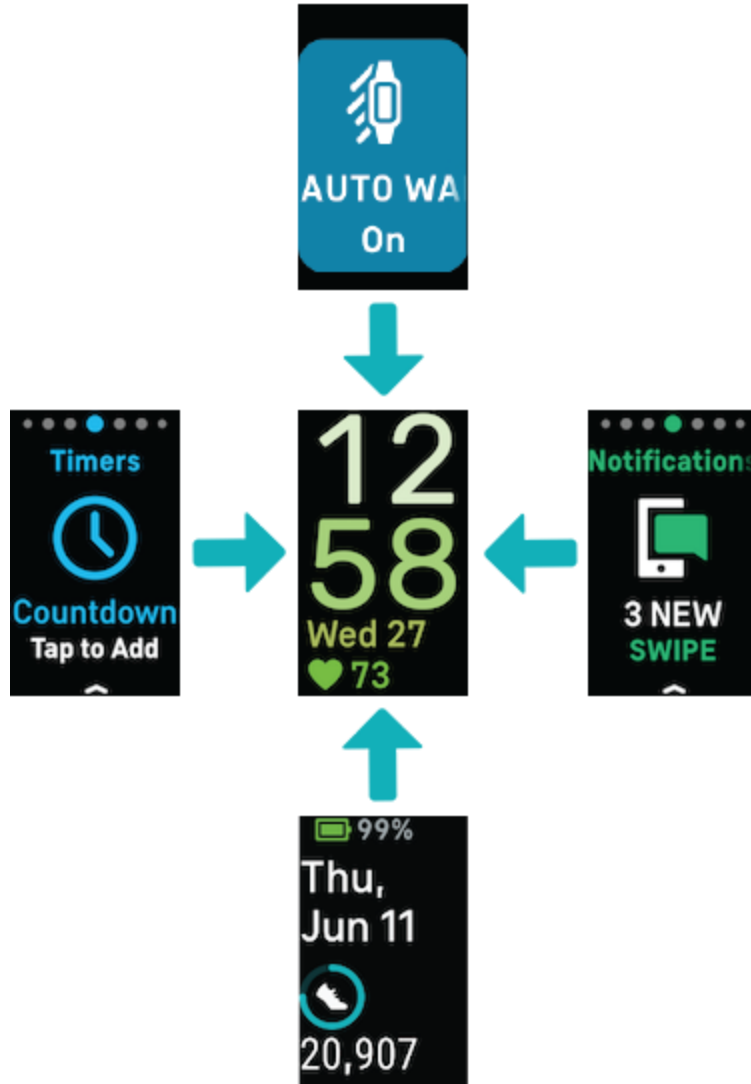 AUTO WA
On
Timers
Countdown
Tap to Add
12
58
Wed 27
73
Notifications
3 NEW
SWIPE
99%
Thu,
Jun 11
20,907